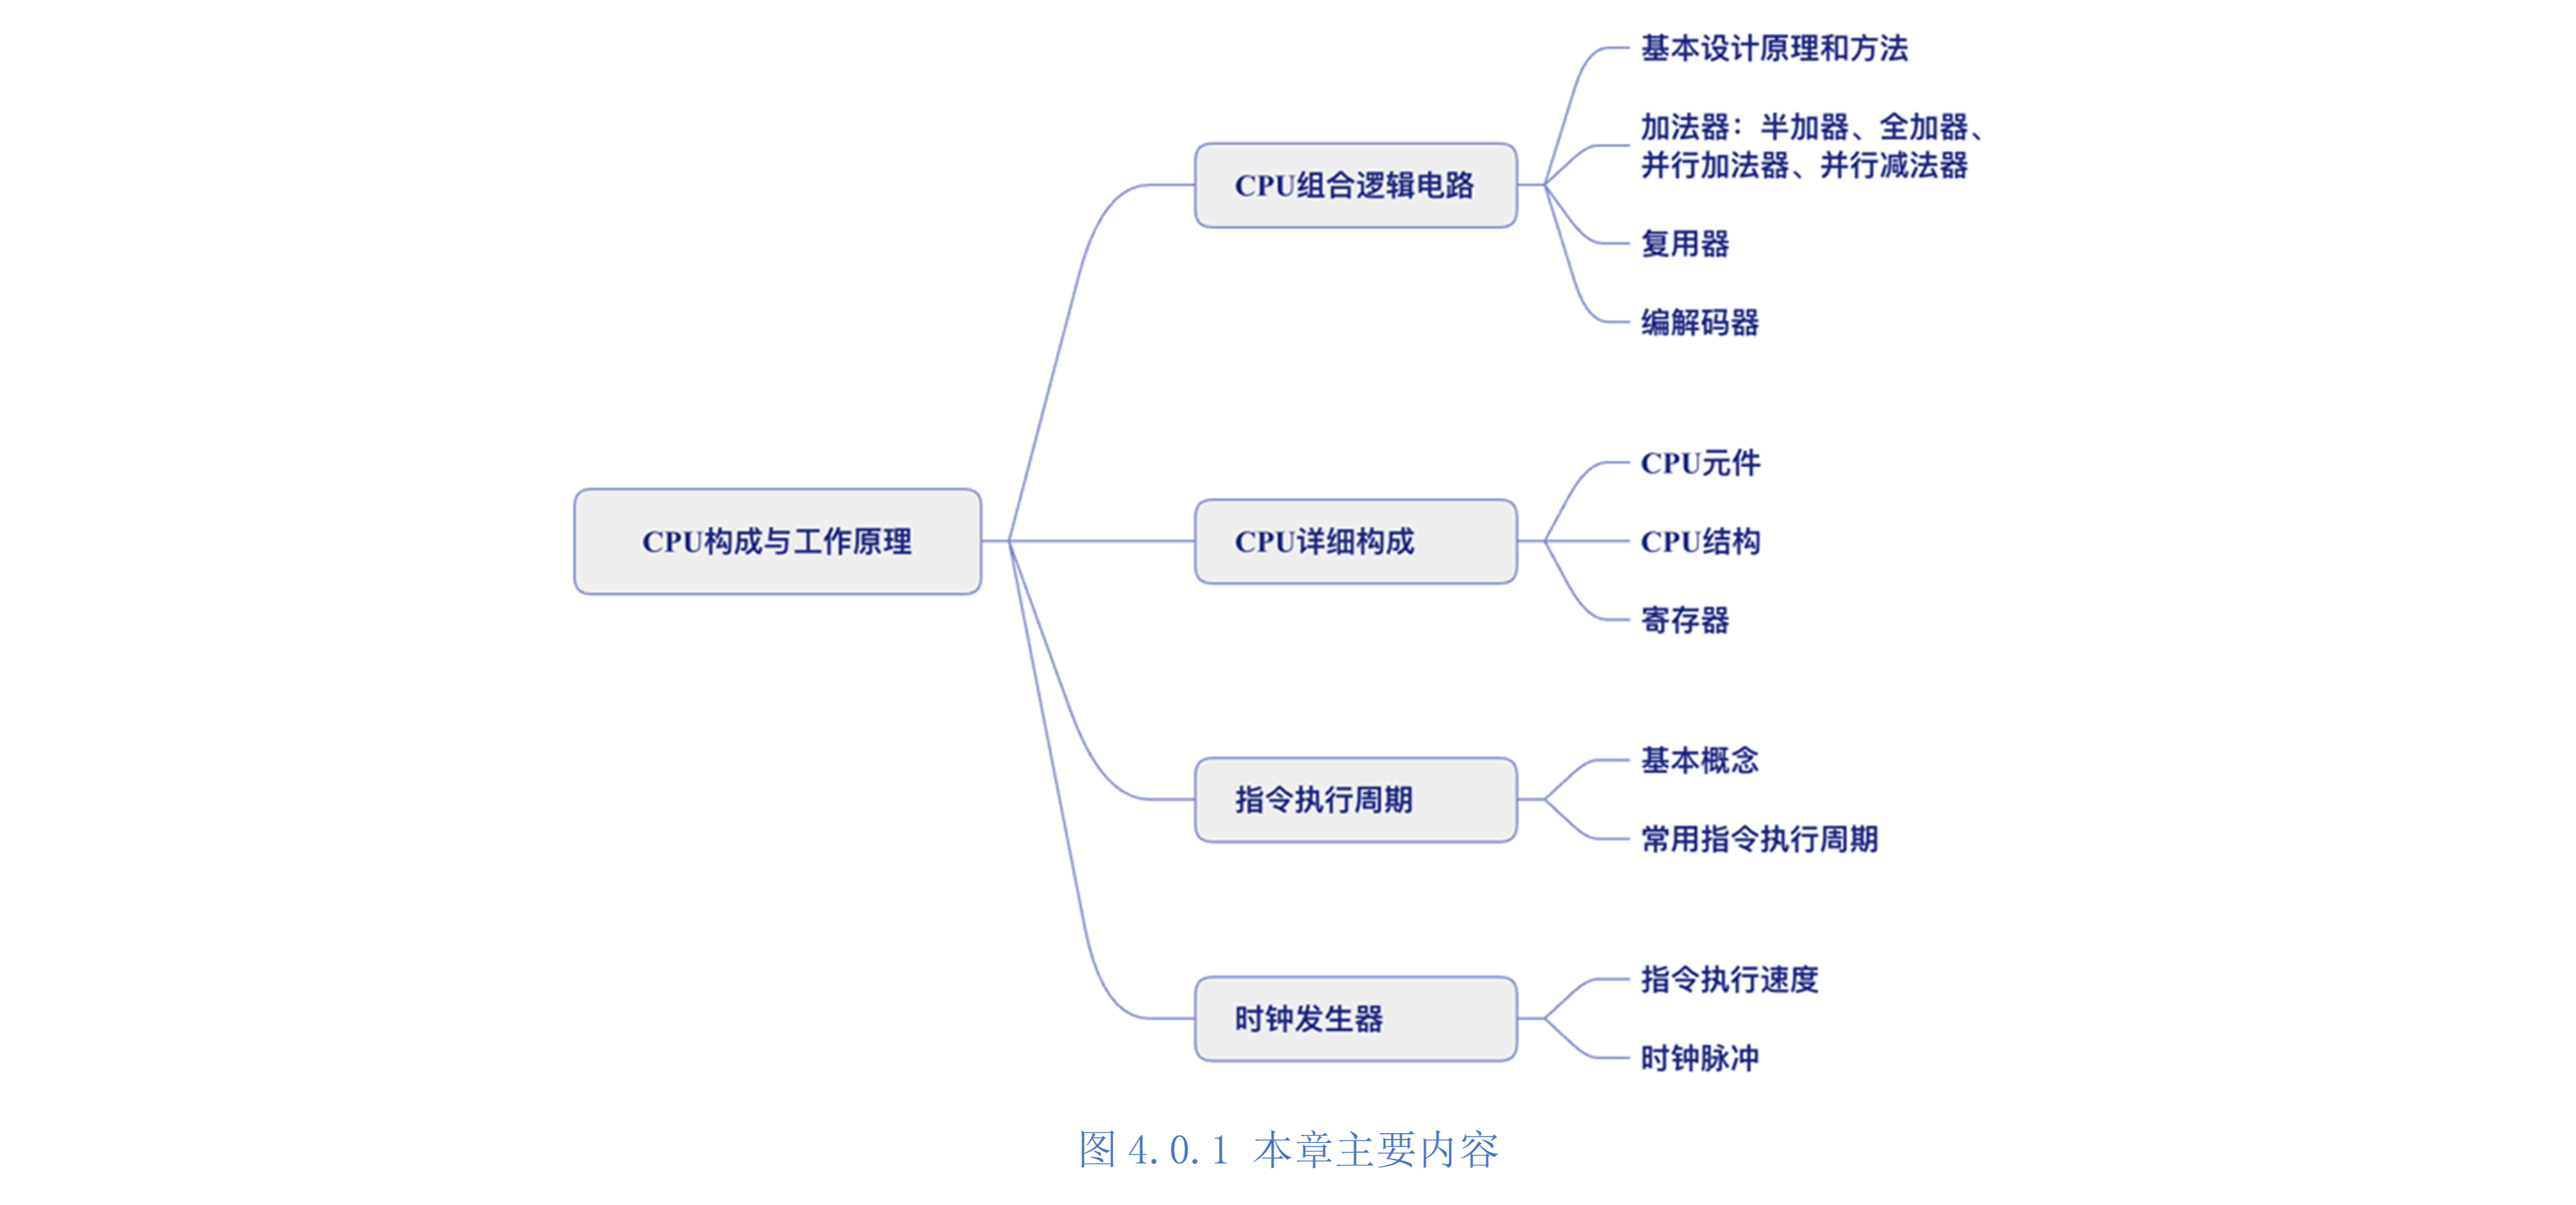 CPU构成与工作原理
CPU组合逻辑电路
基本设计原理和方法
加法器：半加器、全加器、
并行加法器、并行减法器
复用器
编解码器
CPU详细构成
CPU元件
CPU结构
寄存器
指令执行周期
基本概念
常用指令执行周期
时钟发生器
指令执行速度
时钟脉冲
图 4.0.1 本章主要内容